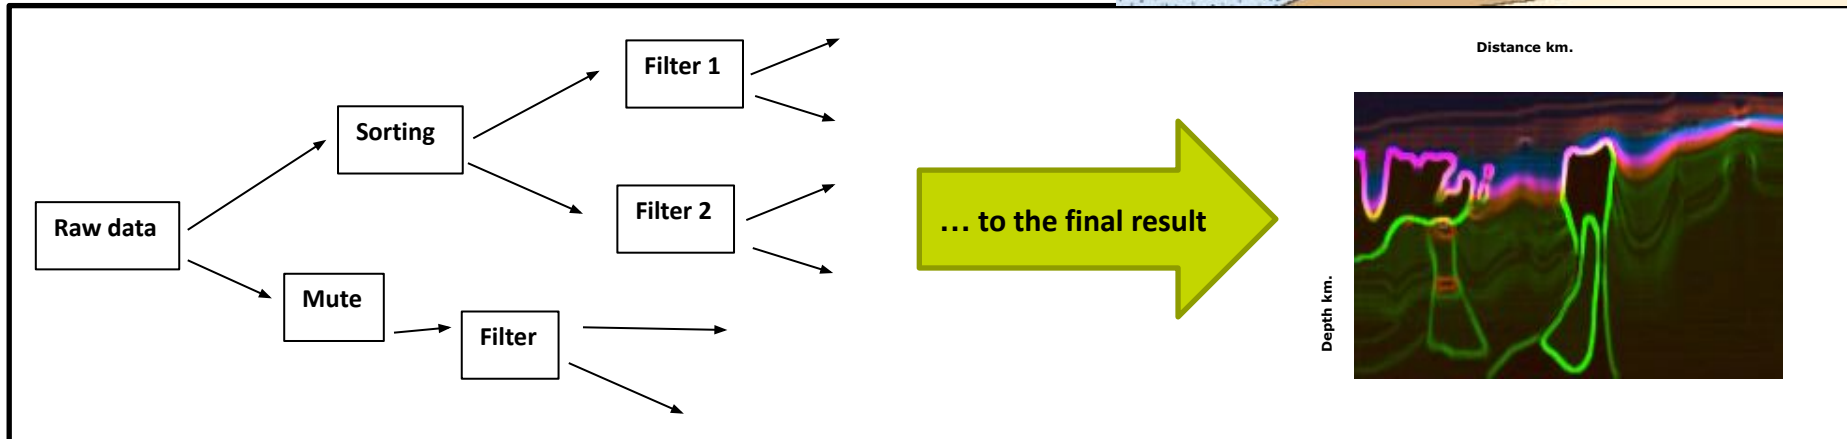 Distance km.
Filter 1
Sorting
Filter 2
Raw data
Mute
Filter
... to the final result
Depth km.